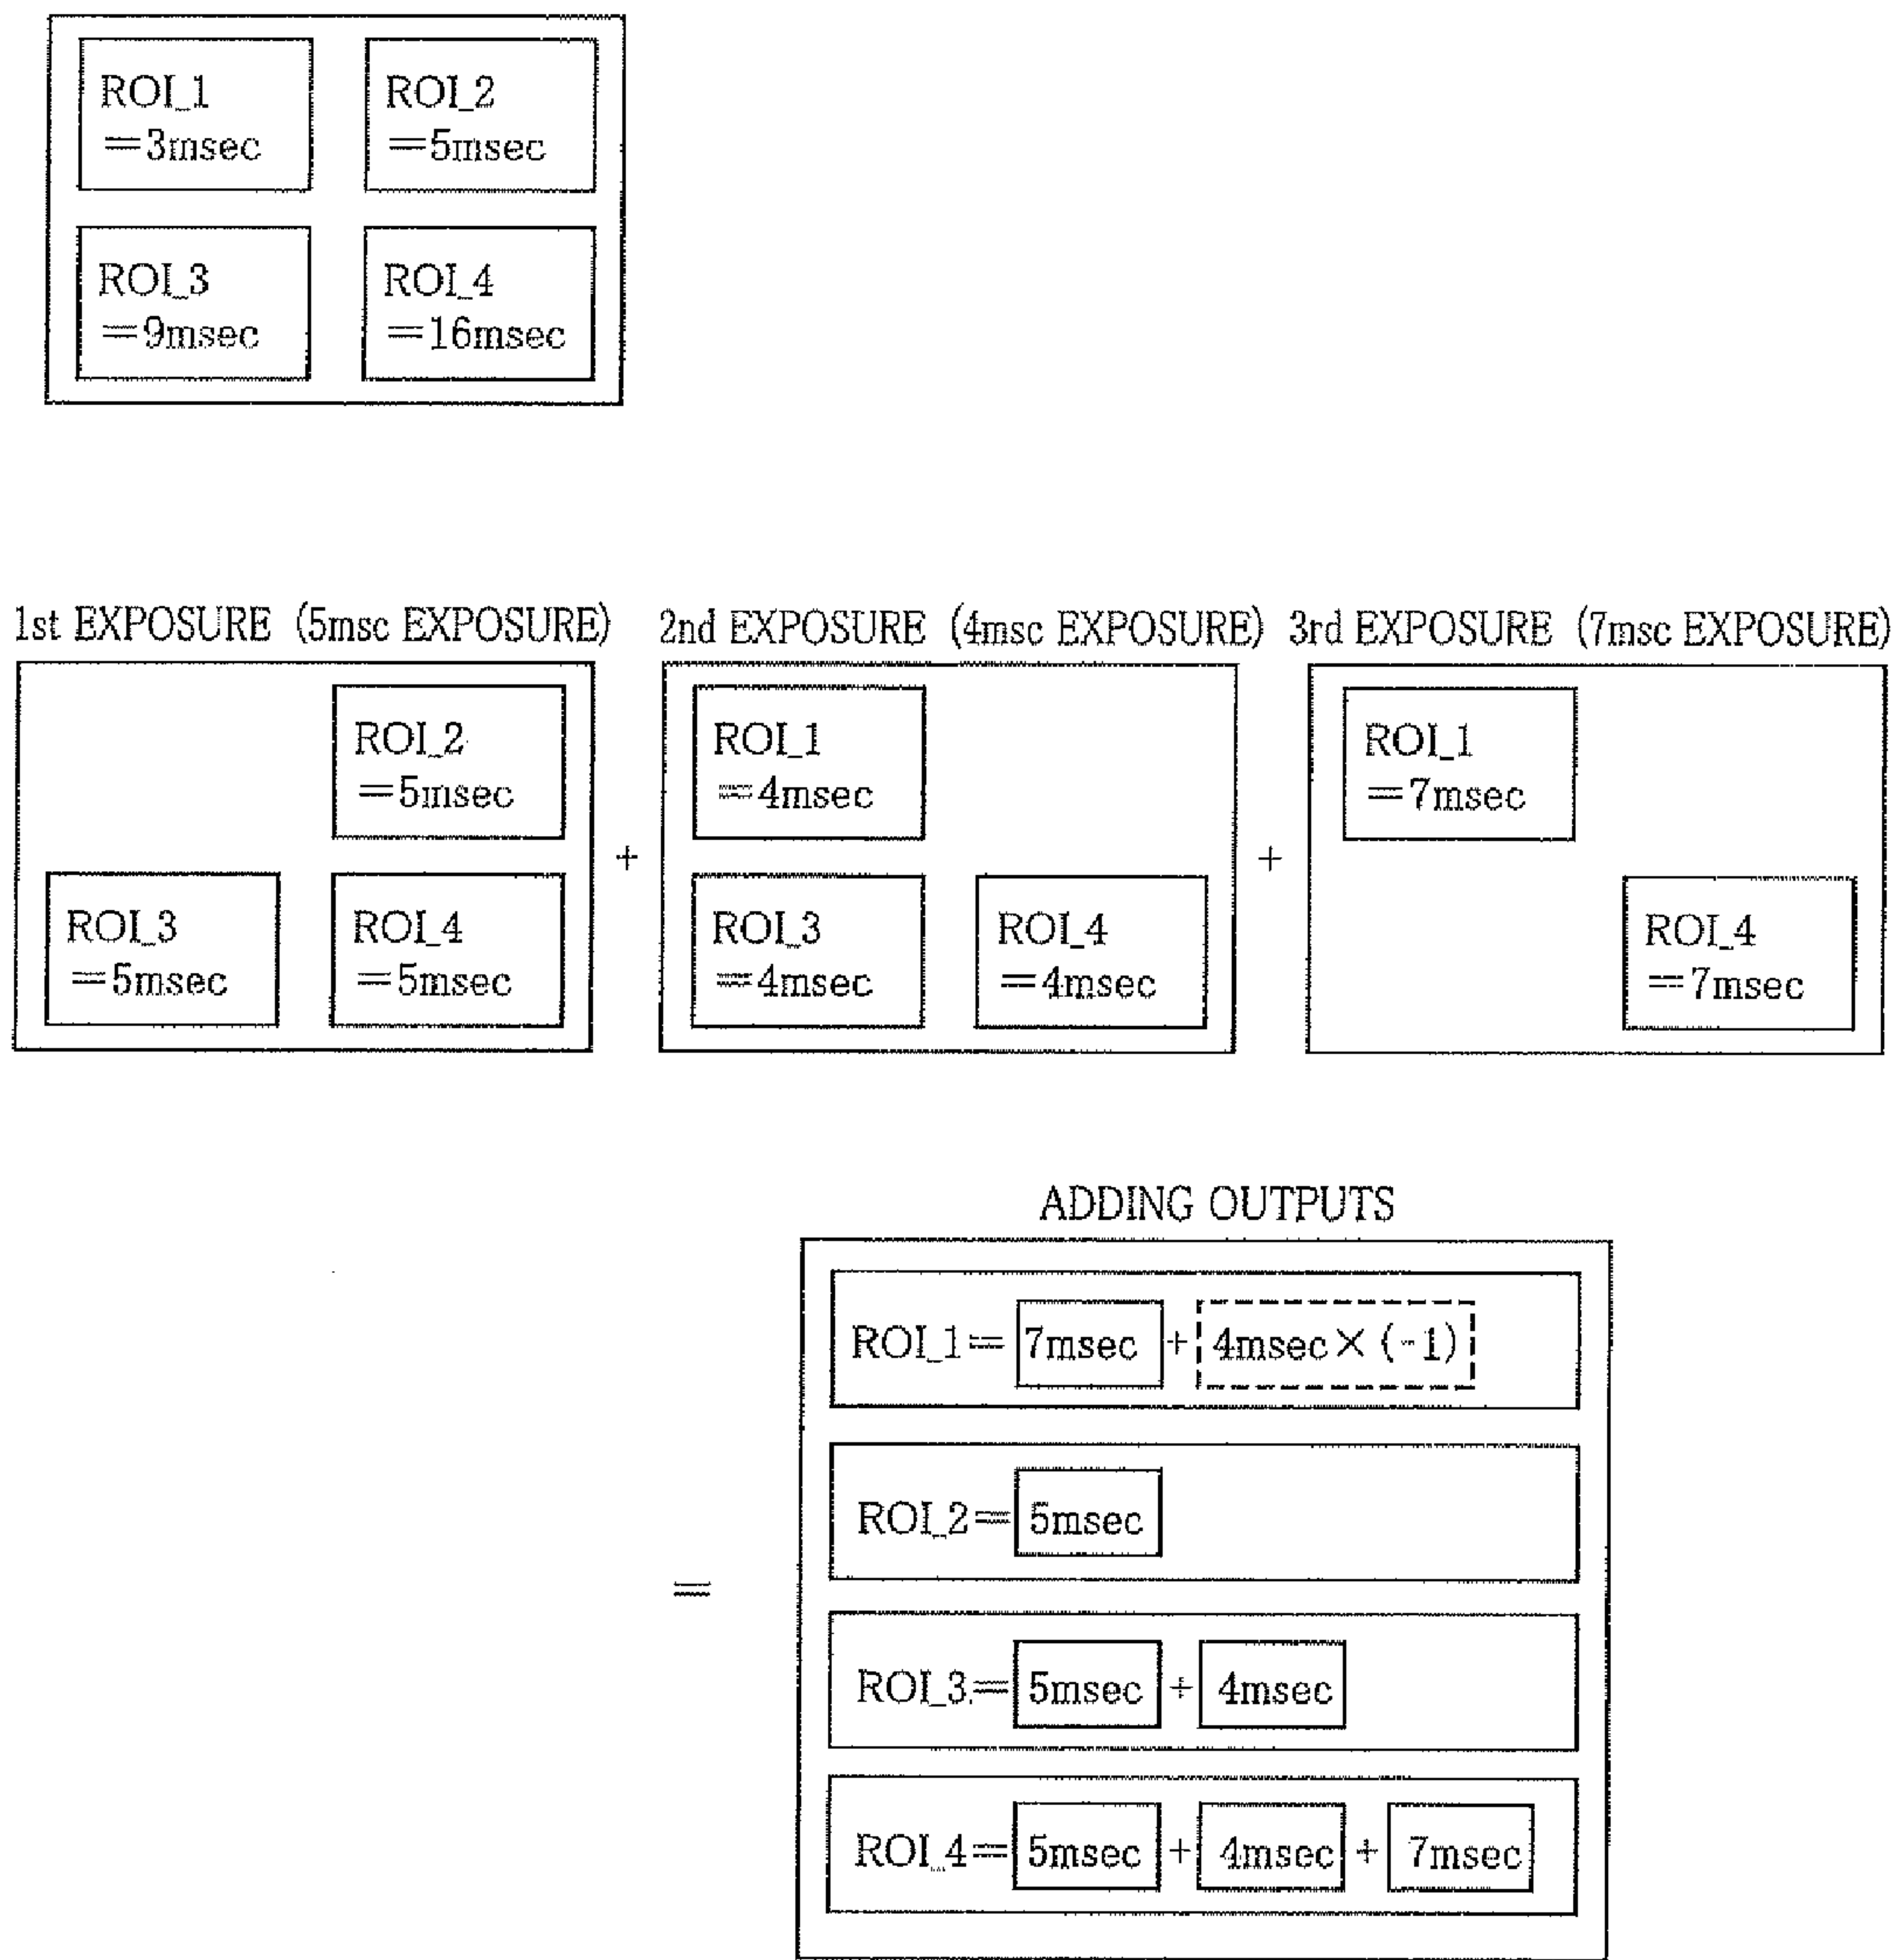 ROI_1
=3msec
ROI_2
=5msec
ROI_3
=9msec
ROI_4
=16msec
1st EXPOSURE (5msc EXPOSURE)
ROI_2
=5msec
ROI_3
=5msec
ROI_4
=5msec
+
2nd EXPOSURE (4msc EXPOSURE)
ROI_1
=4msec
ROI_3
=4msec
ROI_4
=4msec
+
3rd EXPOSURE (7msc EXPOSURE)
ROI_1
=7msec
ROI_4
=7msec
=
ADDING OUTPUTS
ROI_1= 7msec + 4msec×(-1)
ROI_2= 5msec
ROI_3= 5msec + 4msec
ROI_4= 5msec + 4msec + 7msec